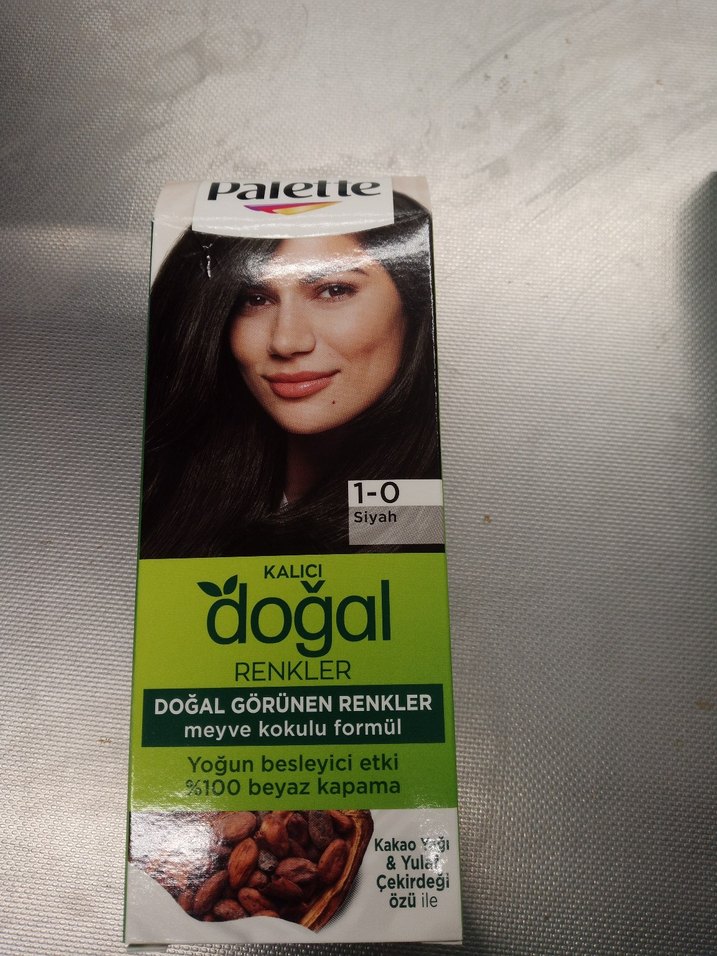 Palette
1-0
Siyah
KALICI
doğal
RENKLER
DOĞAL GÖRÜNEN RENKLER
meyve kokulu formül
Yoğun besleyici etki
%100 beyaz kapama
Kakao Yağı
& Yulaf
Çekirdeği
özü ile